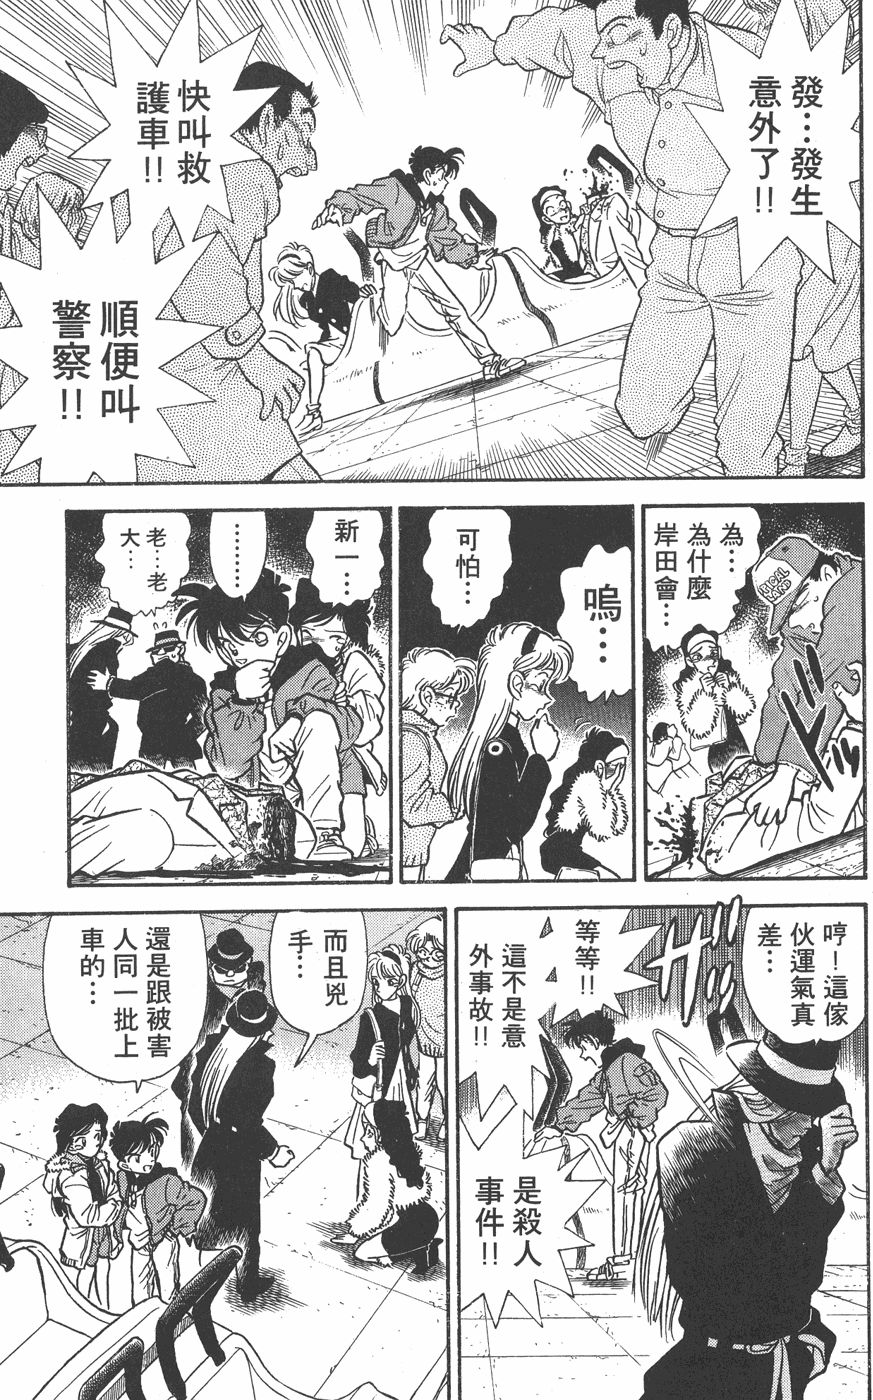 發…發生
意外了!!
快叫救
護車!!
順便叫
警察!!
為…
為什麼
岸田會…
嗚…
可怕…
新一…
………
老…老
大…
哼!這傢
伙運氣真
差…
等等!!
這不是意
外事故!!
是殺人
事件!!
而且兇
手…
還是跟被害
人同一批上
車的…